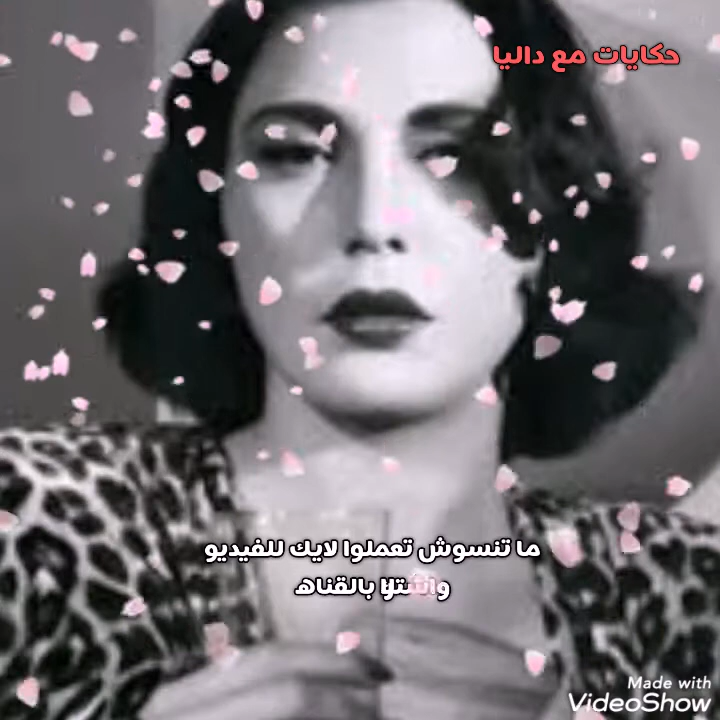 حكايات مع داليا
ما تنسوش تعملوا لايك للفيديو
بالقناه
Made with
VideoShow